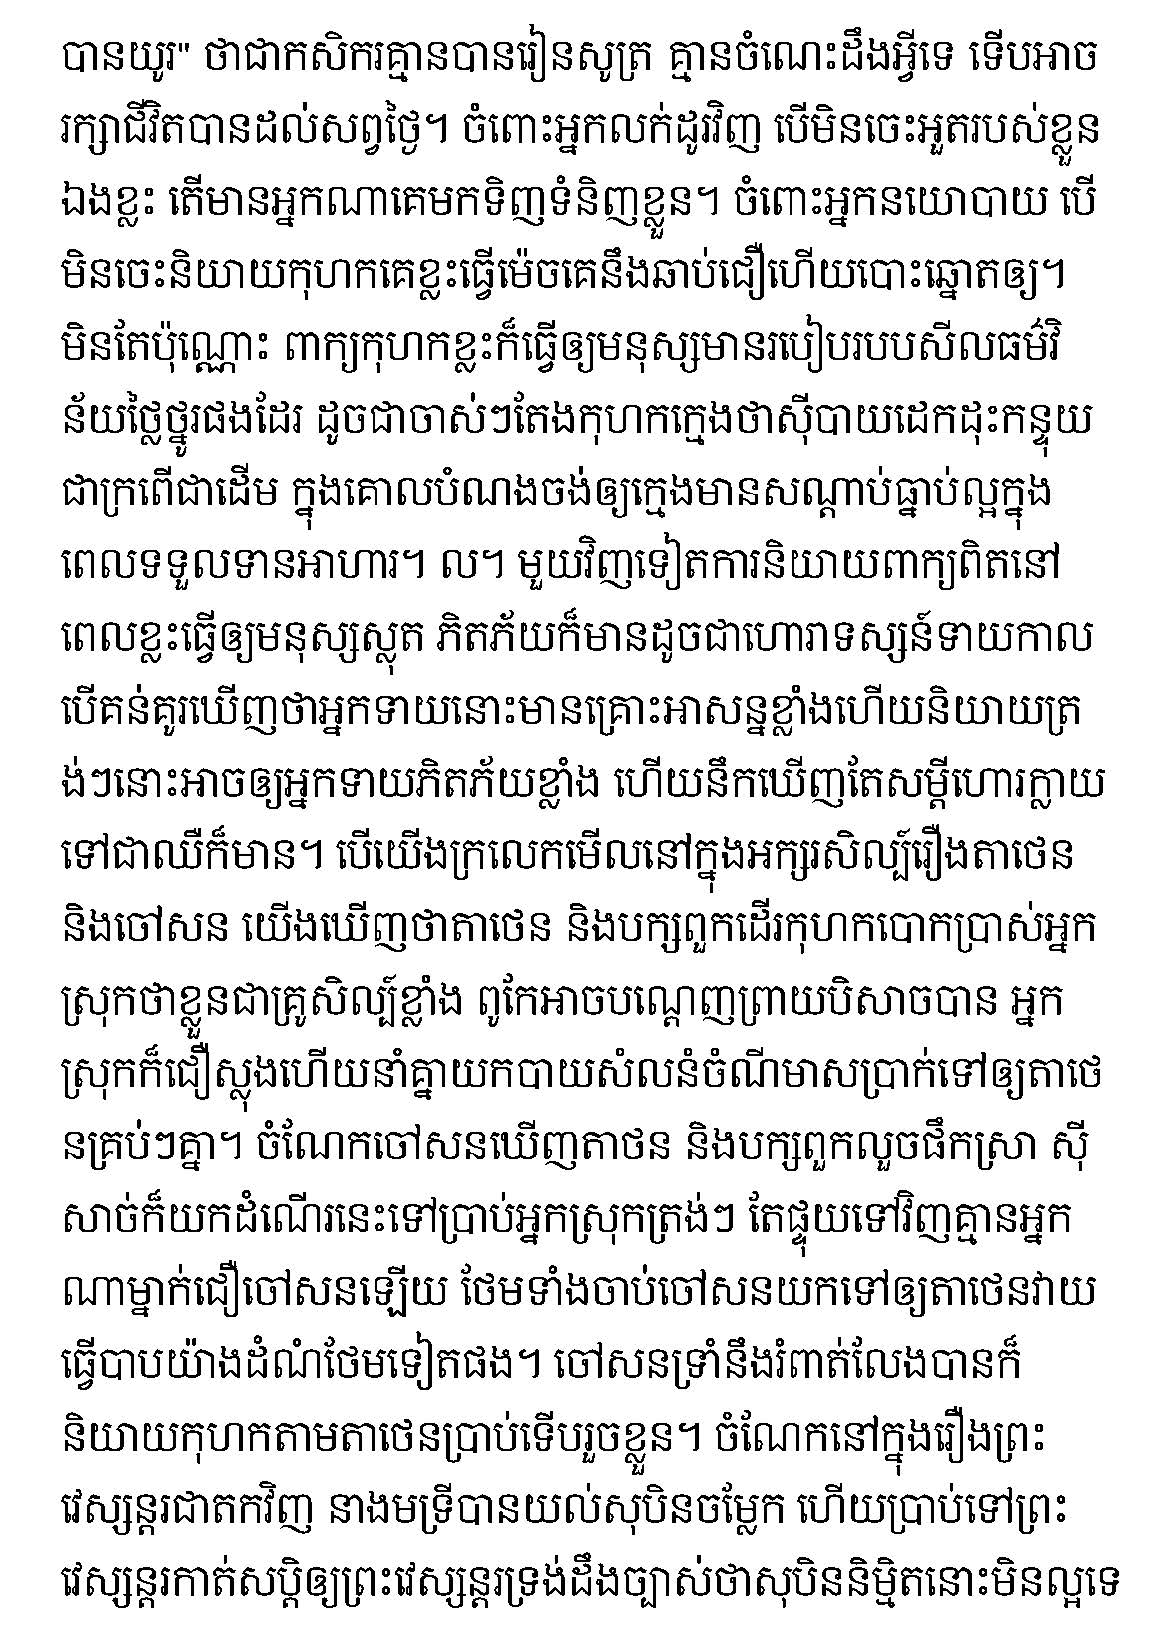 បានយូរ" ថាជាកសិករគ្មានបានរៀនសូត្រ គ្មានចំណេះដឹងអ្វីទេ ទើបអាច
រក្សាជីវិតបានដល់សព្វថ្ងៃ។ ចំពោះអ្នកលក់ដូរវិញ បើមិនចេះអួតរបស់ខ្លួន
ឯងខ្លះ តើមានអ្នកណាគេមកទិញទំនិញខ្លួន។ ចំពោះអ្នកនយោបាយ បើ
មិនចេះនិយាយកុហកគេខ្លះធ្វើម៉េចគេនឹងឆាប់ជឿហើយបោះឆ្នោតឲ្យ។
មិនតែប៉ុណ្ណោះ ពាក្យកុហកខ្លះក៏ធ្វើឲ្យមនុស្សមានរបៀបរបបសីលធម៌វិ
ន័យថ្លៃថ្នូរផងដែរ ដូចជាចាស់ៗតែងកុហកក្មេងថាស៊ីបាយដេកដុះកន្ទុយ
ជាក្រពើជាដើម ក្នុងគោលបំណងចង់ឲ្យក្មេងមានសណ្ដាប់ធ្នាប់ល្អក្នុង
ពេលទទួលទានអាហារ។ ល។ មួយវិញទៀតការនិយាយពាក្យពិតនៅ
ពេលខ្លះធ្វើឲ្យមនុស្សស្លុត ភិតភ័យក៏មានដូចជាហោរាទស្សន៍ទាយកាល
បើគន់គូរឃើញថាអ្នកទាយនោះមានគ្រោះអាសន្នខ្លាំងហើយនិយាយត្រ
ង់ៗនោះអាចឲ្យអ្នកទាយភិតភ័យខ្លាំង ហើយនឹកឃើញតែសម្ដីហោរក្លាយ
ទៅជាឈឺក៏មាន។ បើយើងក្រលេកមើលនៅក្នុងអក្សរសិល្ប៍រឿងតាថេន
និងចៅសន យើងឃើញថាតាថេន និងបក្សពួកដើរកុហកបោកប្រាស់អ្នក
ស្រុកថាខ្លួនជាគ្រូសិល្ប៍ខ្លាំង ពូកែអាចបណ្ដេញព្រាយបិសាចបាន អ្នក
ស្រុកក៏ជឿស្លុងហើយនាំគ្នាយកបាយសំលនំចំណីមាសប្រាក់ទៅឲ្យតាថេ
នគ្រប់ៗគ្នា។ ចំណែកចៅសនឃើញតាថន និងបក្សពួកលួចផឹកស្រា ស៊ី
សាច់ក៏យកដំណើរនេះទៅប្រាប់អ្នកស្រុកត្រង់ៗ តែផ្ទុយទៅវិញគ្មានអ្នក
ណាម្នាក់ជឿចៅសនឡើយ ថែមទាំងចាប់ចៅសនយកទៅឲ្យតាថេនវាយ
ធ្វើបាបយ៉ាងដំណំថែមទៀតផង។ ចៅសនទ្រាំនឹងរំពាត់លែងបានក៏
និយាយកុហកតាមតាថេនប្រាប់ទើបរួចខ្លួន។ ចំណែកនៅក្នុងរឿងព្រះ
វេស្សន្តរជាតកវិញ នាងមទ្រីបានយល់សុបិនចម្លែក ហើយប្រាប់ទៅព្រះ
វេស្សន្តរកាត់សប្តិឲ្យព្រះវេស្សន្តរទ្រង់ដឹងច្បាស់ថាសុបិននិម្មិតនោះមិនល្អទេ